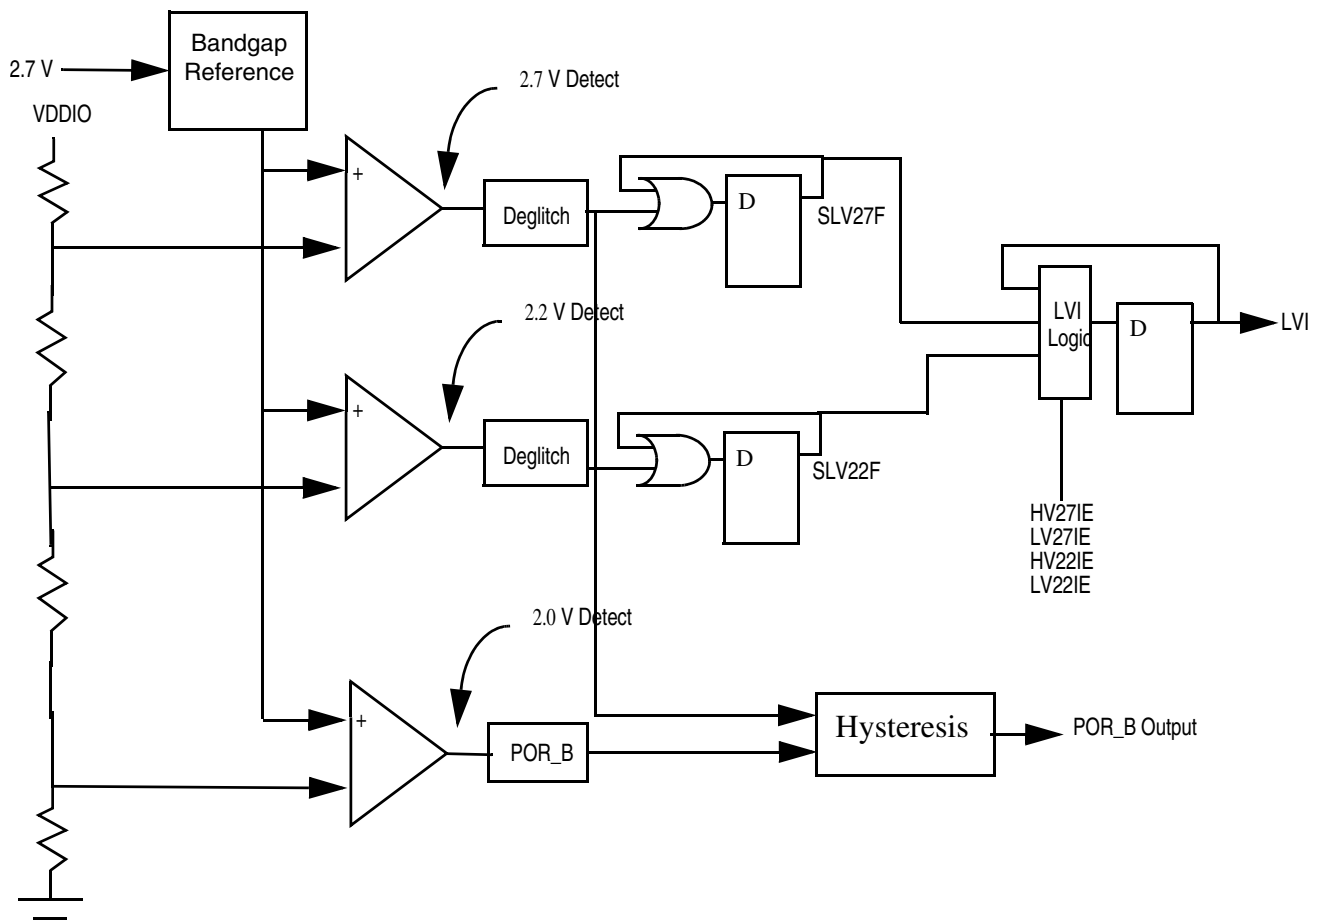 Bandgap
Reference
2.7 V
VDDIO
2.7 V Detect
+
Deglitch
D
SLV27F
2.2 V Detect
LVI
Logic
D
LVI
+
Deglitch
D
SLV22F
HV27IE
LV27IE
HV22IE
LV22IE
2.0 V Detect
+
POR_B
Hysteresis
POR_B Output